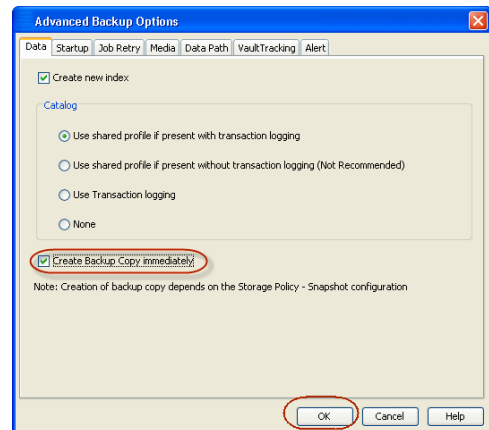 Advanced Backup Options
Data Startup Job Retry Media Data Path VaultTracking Alert
Create new index
Catalog
Use shared profile if present with transaction logging
Use shared profile if present without transaction logging (Not Recommended)
Use Transaction logging
None
Create Backup Copy immediately
Note: Creation of backup copy depends on the Storage Policy - Snapshot configuration
OK Cancel Help